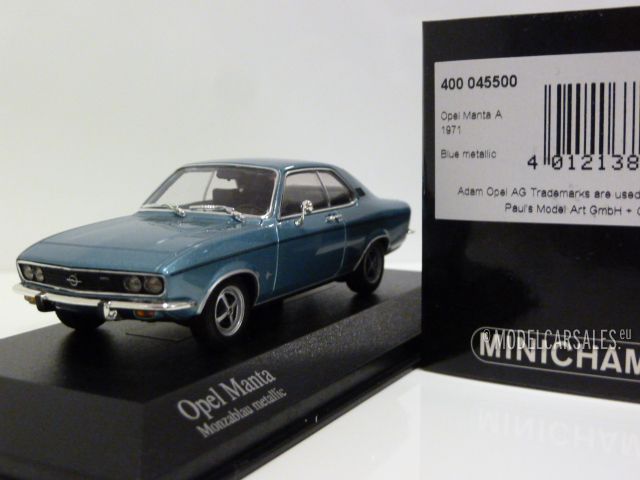 400 045500
Opel Manta A
1971
Blue metallic
4 012138
Adam Opel AG Trademarks are used
Paul's Model Art GmbH +
© MODELCARSALES.eu
MINICHAM
Opel Manta
Monzablau metallic